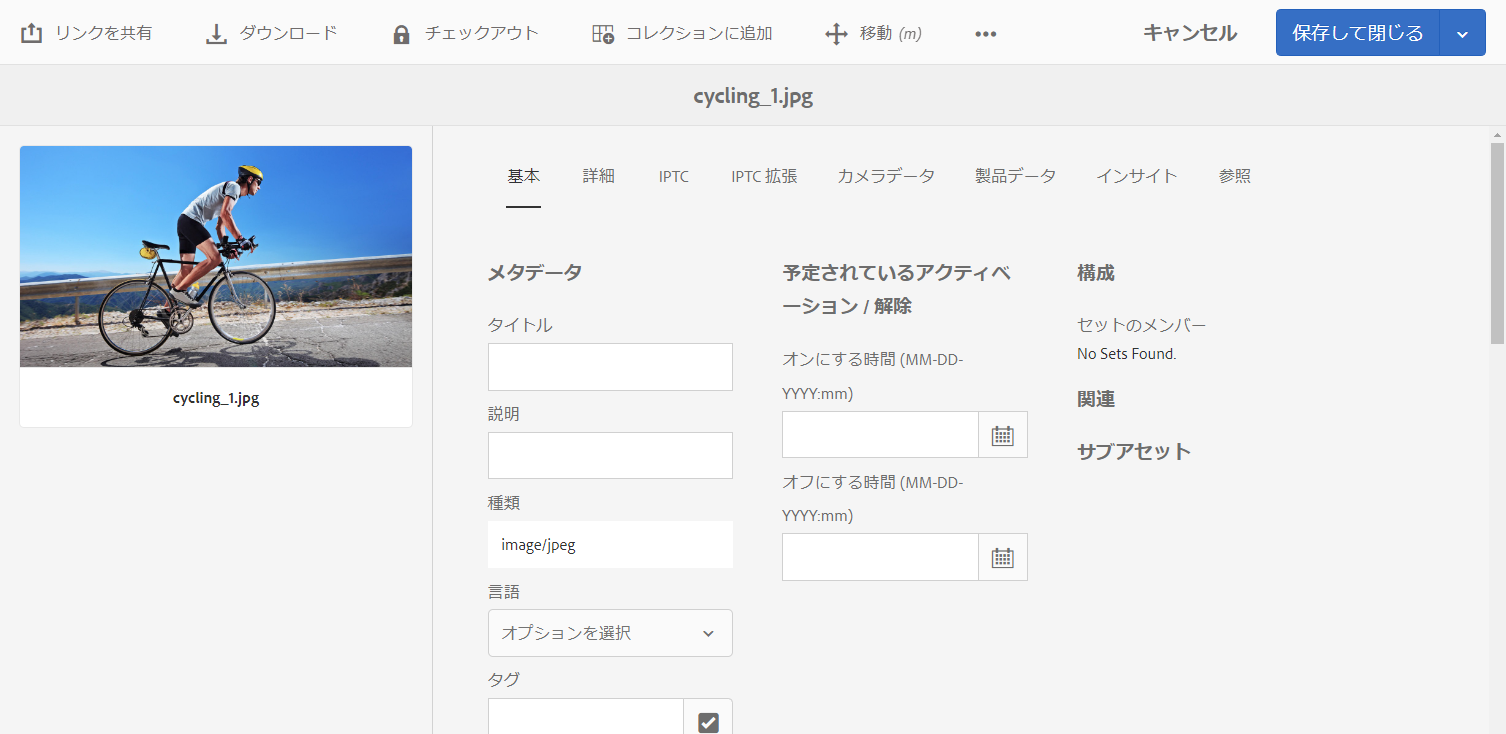 リンクを共有 ダウンロード チェックアウト コレクションに追加 移動 (m) ••• キャンセル 保存して閉じる
cycling_1.jpg
cycling_1.jpg
基本 詳細 IPTC IPTC 拡張 カメラデータ 製品データ インサイト 参照
メタデータ
タイトル
説明
種類
image/jpeg
言語
オプションを選択
タグ
予定されているアクティベ
ーション / 解除
オンにする時間 (MM-DD-
YYYY:mm)
オフにする時間 (MM-DD-
YYYY:mm)
構成
セットのメンバー
No Sets Found.
関連
サブアセット